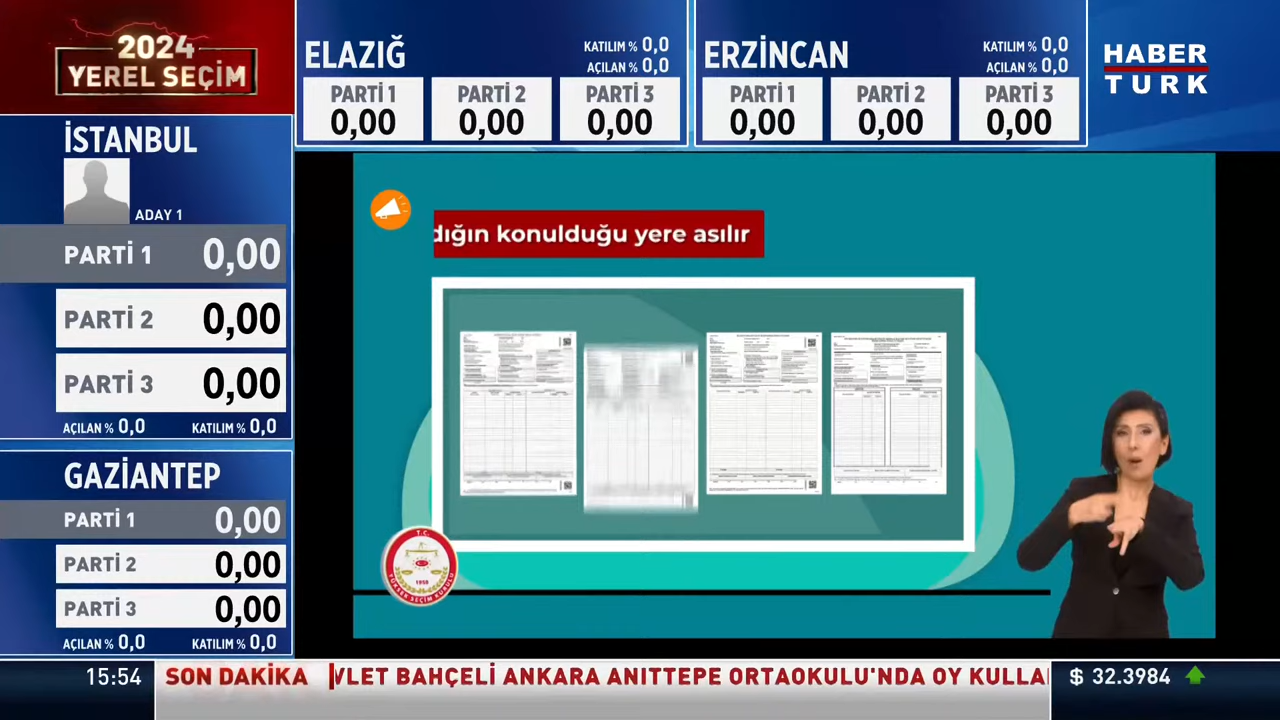 2024
YEREL SEÇİM
ELAZIĞ
KATILIM % 0,0
AÇILAN % 0,0
PARTİ 1
0,00
PARTİ 2
0,00
PARTİ 3
0,00
ERZİNCAN
KATILIM % 0,0
AÇILAN % 0,0
PARTİ 1
0,00
PARTİ 2
0,00
PARTİ 3
0,00
HABER
TURK
İSTANBUL
ADAY 1
PARTİ 1 0,00
PARTİ 2 0,00
PARTİ 3 0,00
AÇILAN % 0,0 KATILIM % 0,0
GAZİANTEP
PARTİ 1 0,00
PARTİ 2 0,00
PARTİ 3 0,00
AÇILAN % 0,0 KATILIM % 0,0
dığın konulduğu yere asılır
T.C.
YÜKSEK SEÇİM KURULU
1950
15:54
SON DAKİKA
VLET BAHÇELİ ANKARA ANITTEPE ORTAOKULU'NDA OY KULLA
$ 32.3984